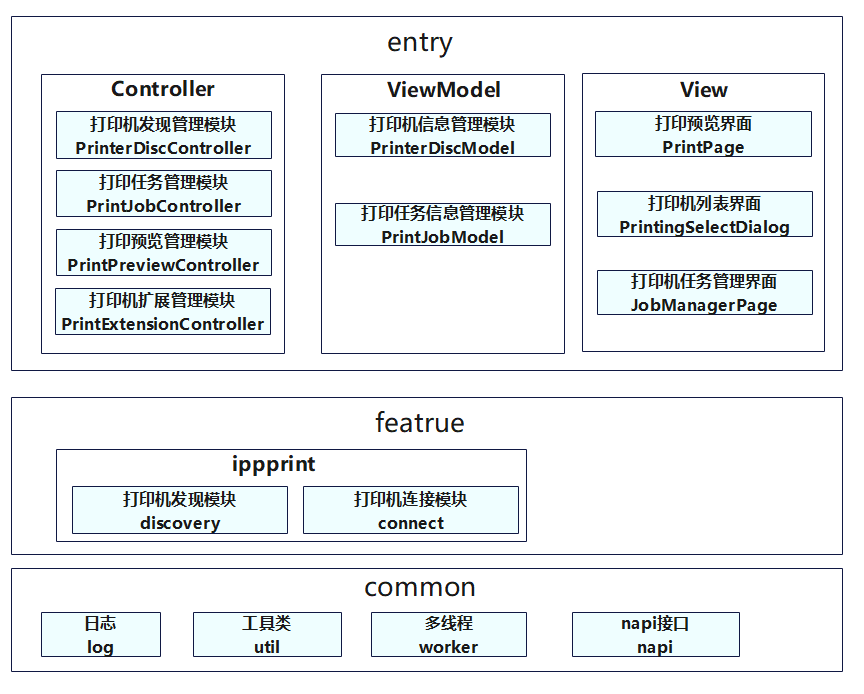 entry
Controller
打印机发现管理模块
PrinterDiscController
打印任务管理模块
PrintJobController
打印预览管理模块
PrintPreviewController
打印机扩展管理模块
PrintExtensionController
ViewModel
打印机信息管理模块
PrinterDiscModel
打印任务信息管理模块
PrintJobModel
View
打印预览界面
PrintPage
打印机列表界面
PrintingSelectDialog
打印机任务管理界面
JobManagerPage
featrue
ippprint
打印机发现模块
discovery
打印机连接模块
connect
common
日志
log
工具类
util
多线程
worker
napi接口
napi